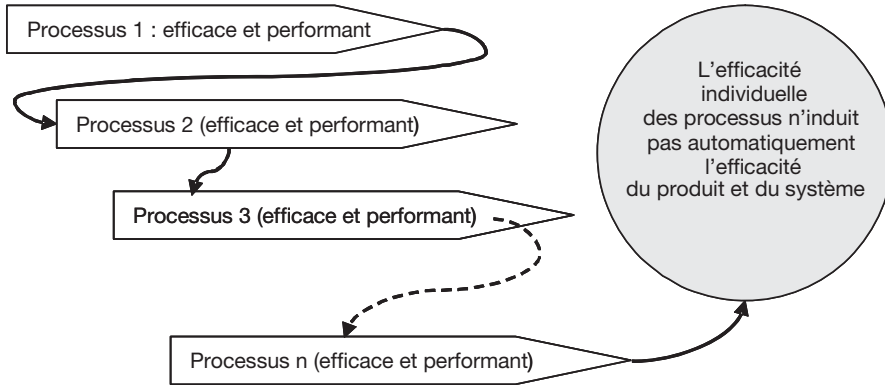 Processus 1 : efficace et performant
Processus 2 (efficace et performant)
Processus 3 (efficace et performant)
Processus n (efficace et performant)
L’efficacité
individuelle
des processus n’induit
pas automatiquement
l’efficacité
du produit et du système